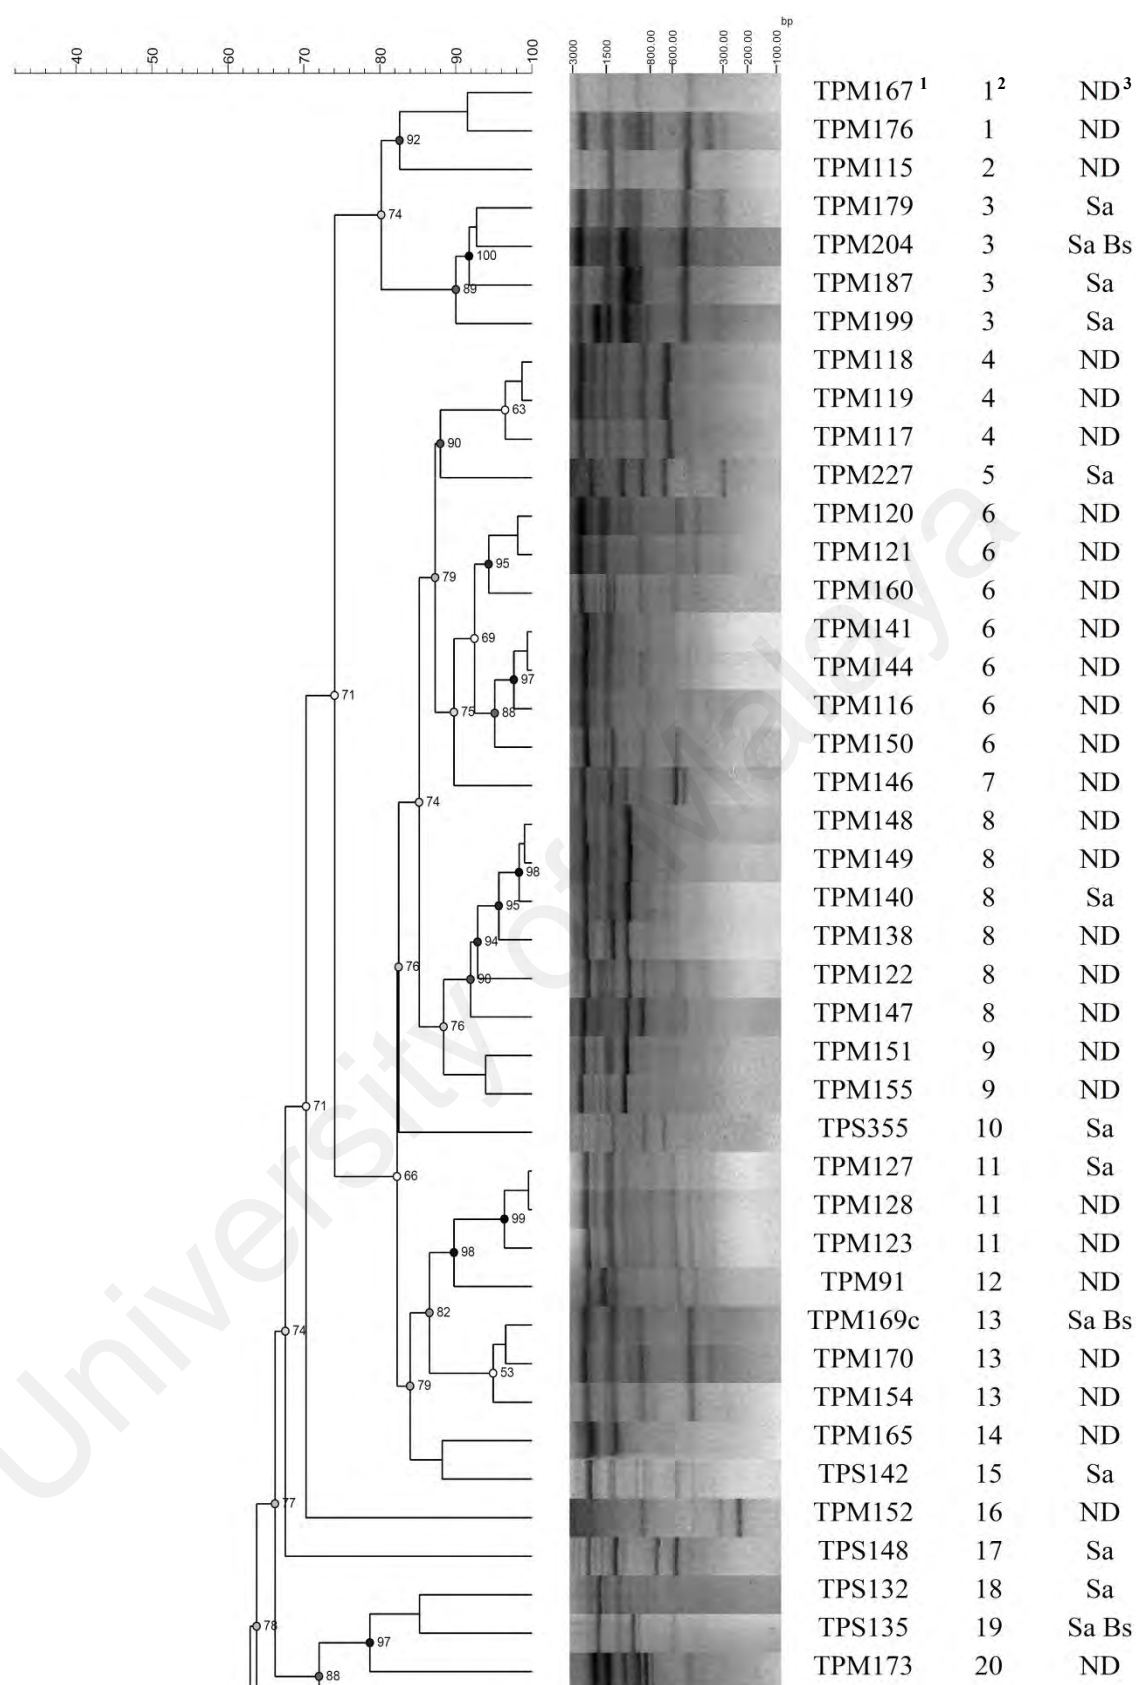 bp
40 50 60 70 80 90 100 3000 1500 800.00 600.00 300.00 200.00 100.00
TPM167 ¹ 1² ND³
TPM176 1 ND
92
TPM115 2 ND
TPM179 3 Sa
74
TPM204 3 Sa Bs
100
TPM187 3 Sa
89
TPM199 3 Sa
TPM118 4 ND
TPM119 4 ND
63
TPM117 4 ND
90
TPM227 5 Sa
TPM120 6 ND
TPM121 6 ND
95
79
TPM160 6 ND
TPM141 6 ND
69
TPM144 6 ND
97
71
TPM116 6 ND
75 88
TPM150 6 ND
TPM146 7 ND
74
TPM148 8 ND
TPM149 8 ND
98
TPM140 8 Sa
95
TPM138 8 ND
94
76
TPM122 8 ND
90
TPM147 8 ND
76
TPM151 9 ND
TPM155 9 ND
71
TPS355 10 Sa
TPM127 11 Sa
66
TPM128 11 ND
99
TPM123 11 ND
98
TPM91 12 ND
82
TPM169c 13 Sa Bs
74
TPM170 13 ND
53
79
TPM154 13 ND
TPM165 14 ND
TPS142 15 Sa
77
TPM152 16 ND
TPS148 17 Sa
TPS132 18 Sa
78
TPS135 19 Sa Bs
97
TPM173 20 ND
88
University of Malaya